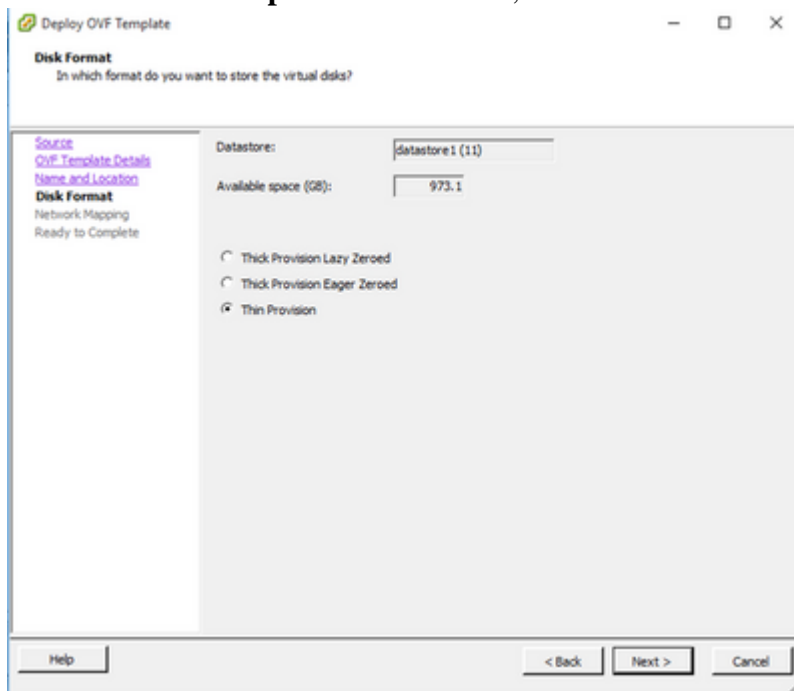 Deploy OVF Template
Disk Format
In which format do you want to store the virtual disks?
Source
OVF Template Details
Name and Location
Disk Format
Network Mapping
Ready to Complete
Datastore:
datastore1 (11)
Available space (GB):
973.1
Thick Provision Lazy Zeroed
Thick Provision Eager Zeroed
Thin Provision
Help
< Back
Next >
Cancel